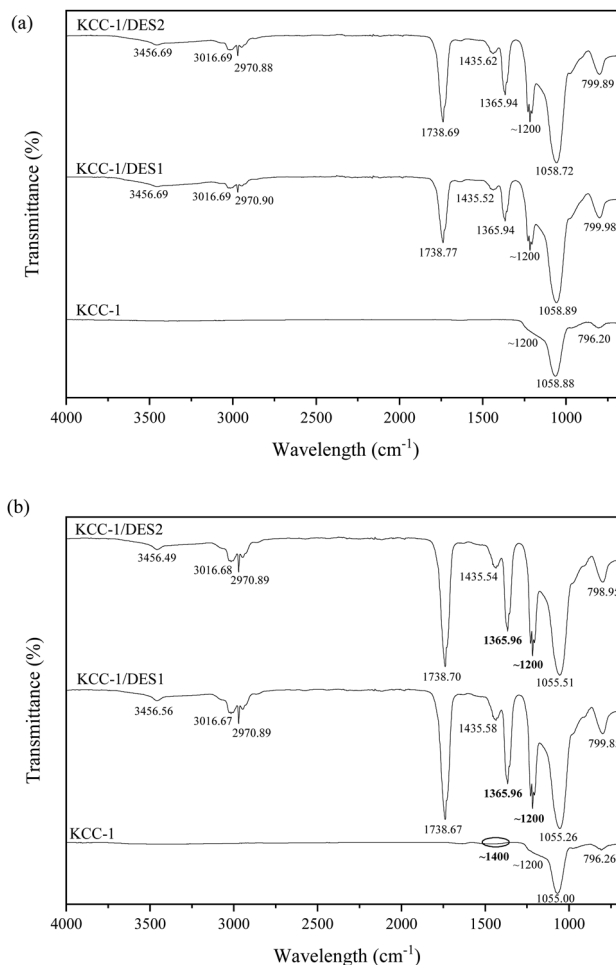 (a)
KCC-1/DES2
3456.69
3016.69
2970.88
1738.69
1435.62
1365.94
~1200
1058.72
799.89
KCC-1/DES1
3456.69
3016.69
2970.90
1738.77
1435.52
1365.94
~1200
1058.89
799.98
KCC-1
~1200
1058.88
796.20
Transmittance (%)
4000 3500 3000 2500 2000 1500 1000
Wavelength (cm-1)
(b)
KCC-1/DES2
3456.49
3016.68
2970.89
1738.70
1435.54
1365.96
~1200
1055.51
KCC-1/DES1
3456.56
3016.67
2970.89
1738.67
1435.58
1365.96
~1200
1055.26
KCC-1
~1400
~1200
1055.00
796.26
Transmittance (%)
4000 3500 3000 2500 2000 1500 1000
Wavelength (cm-1)